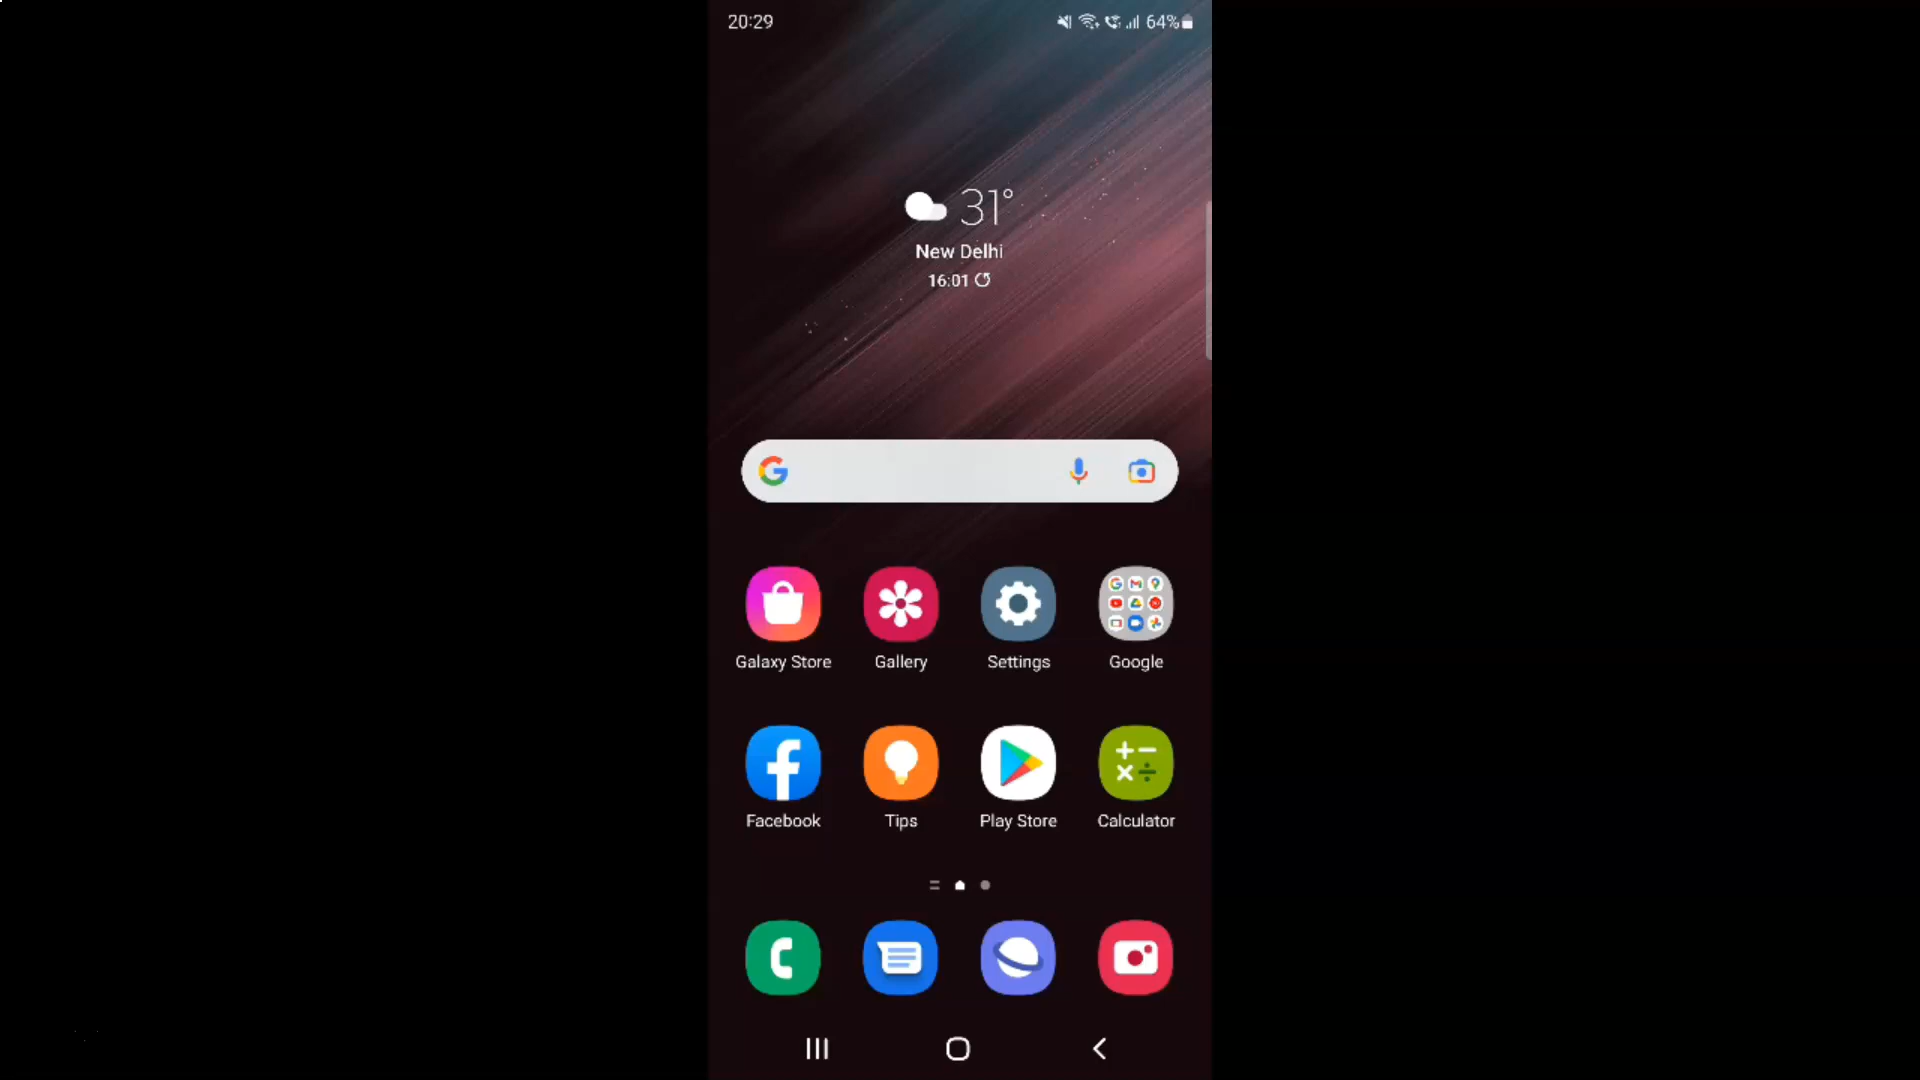 20:29 64%
31°
New Delhi
16:01
Galaxy Store Gallery Settings Google
Facebook Tips Play Store Calculator